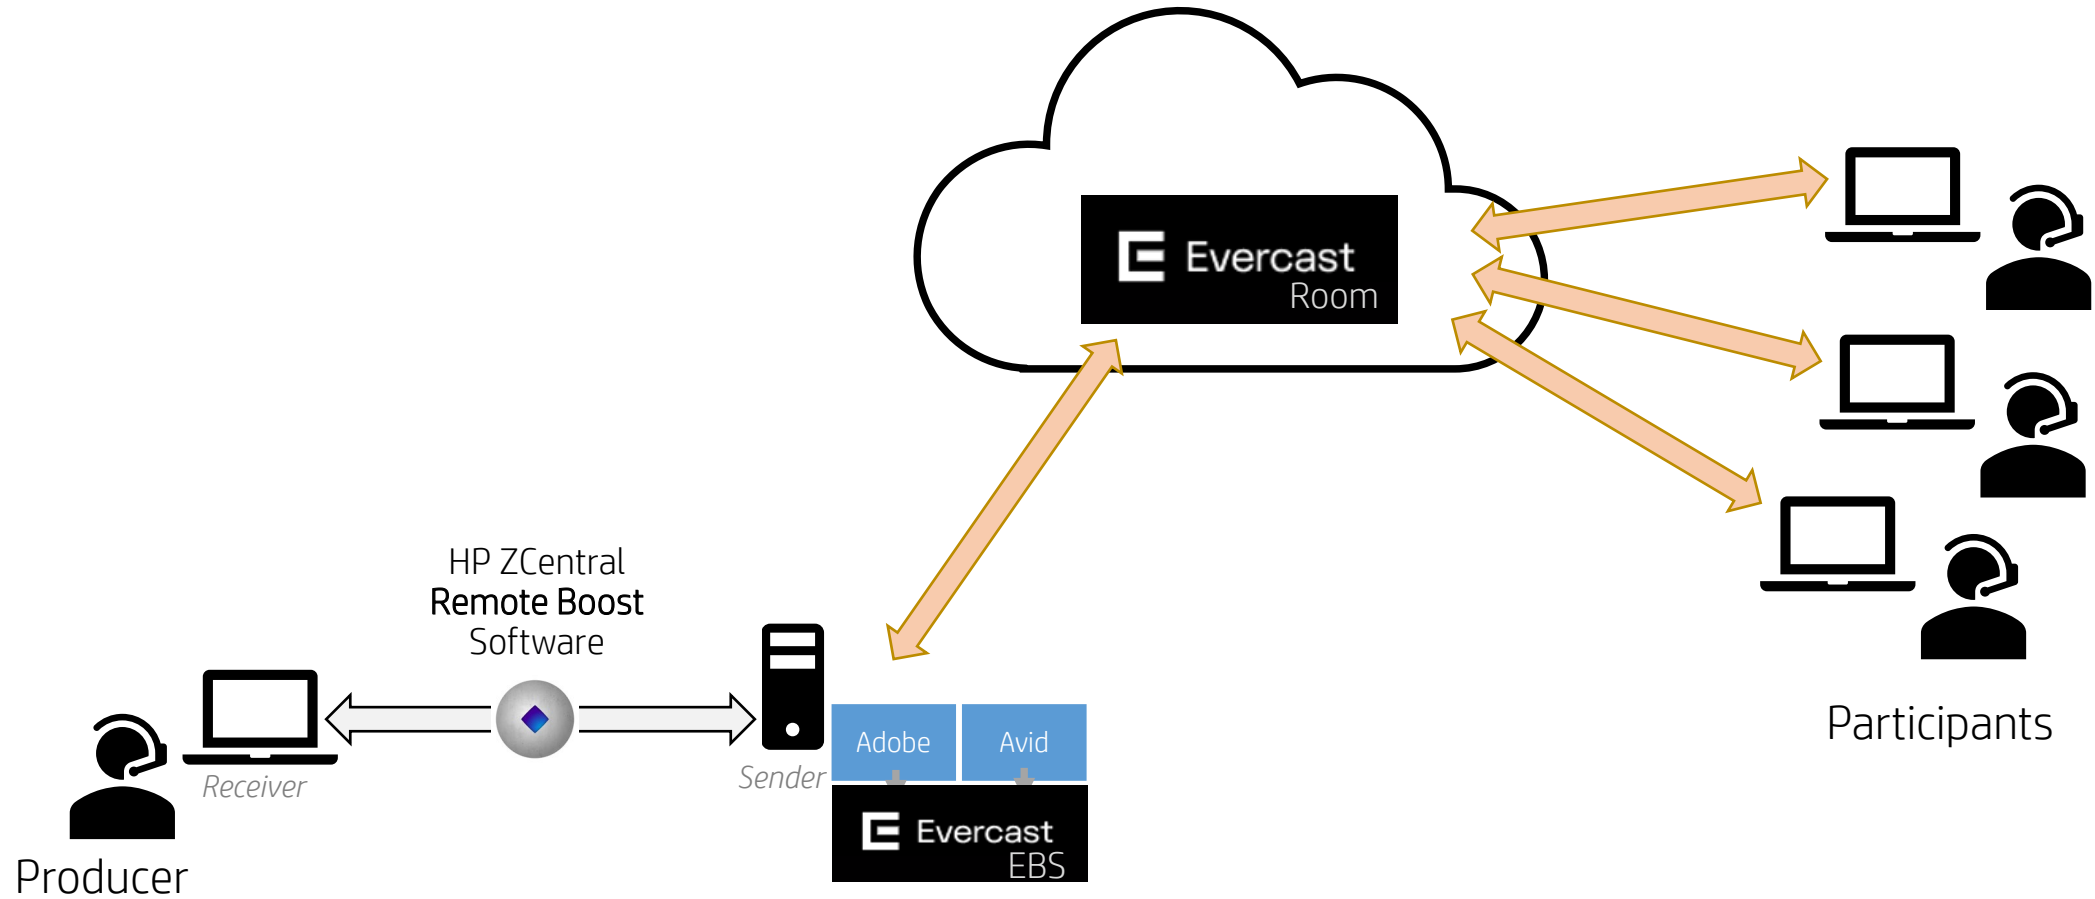 Evercast
Room
HP ZCentral
Remote Boost
Software
Receiver
Sender
Adobe
Avid
Evercast
EBS
Producer
Participants